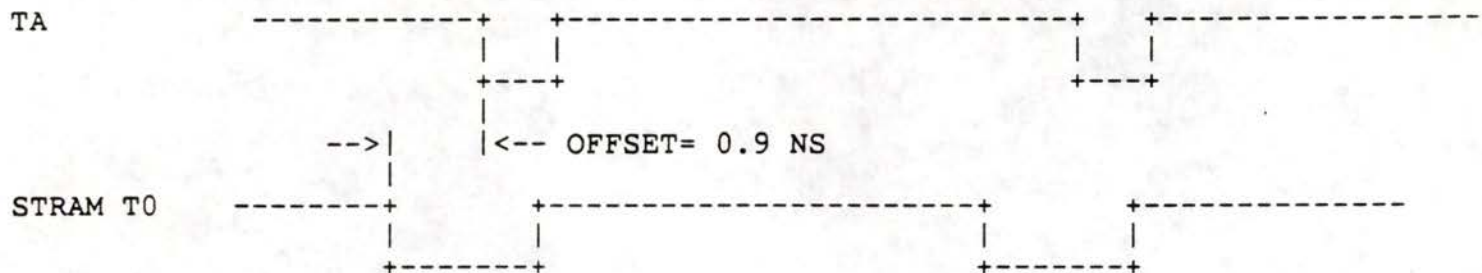 TA
-->| |<-- OFFSET= 0.9 NS
STRAM T0